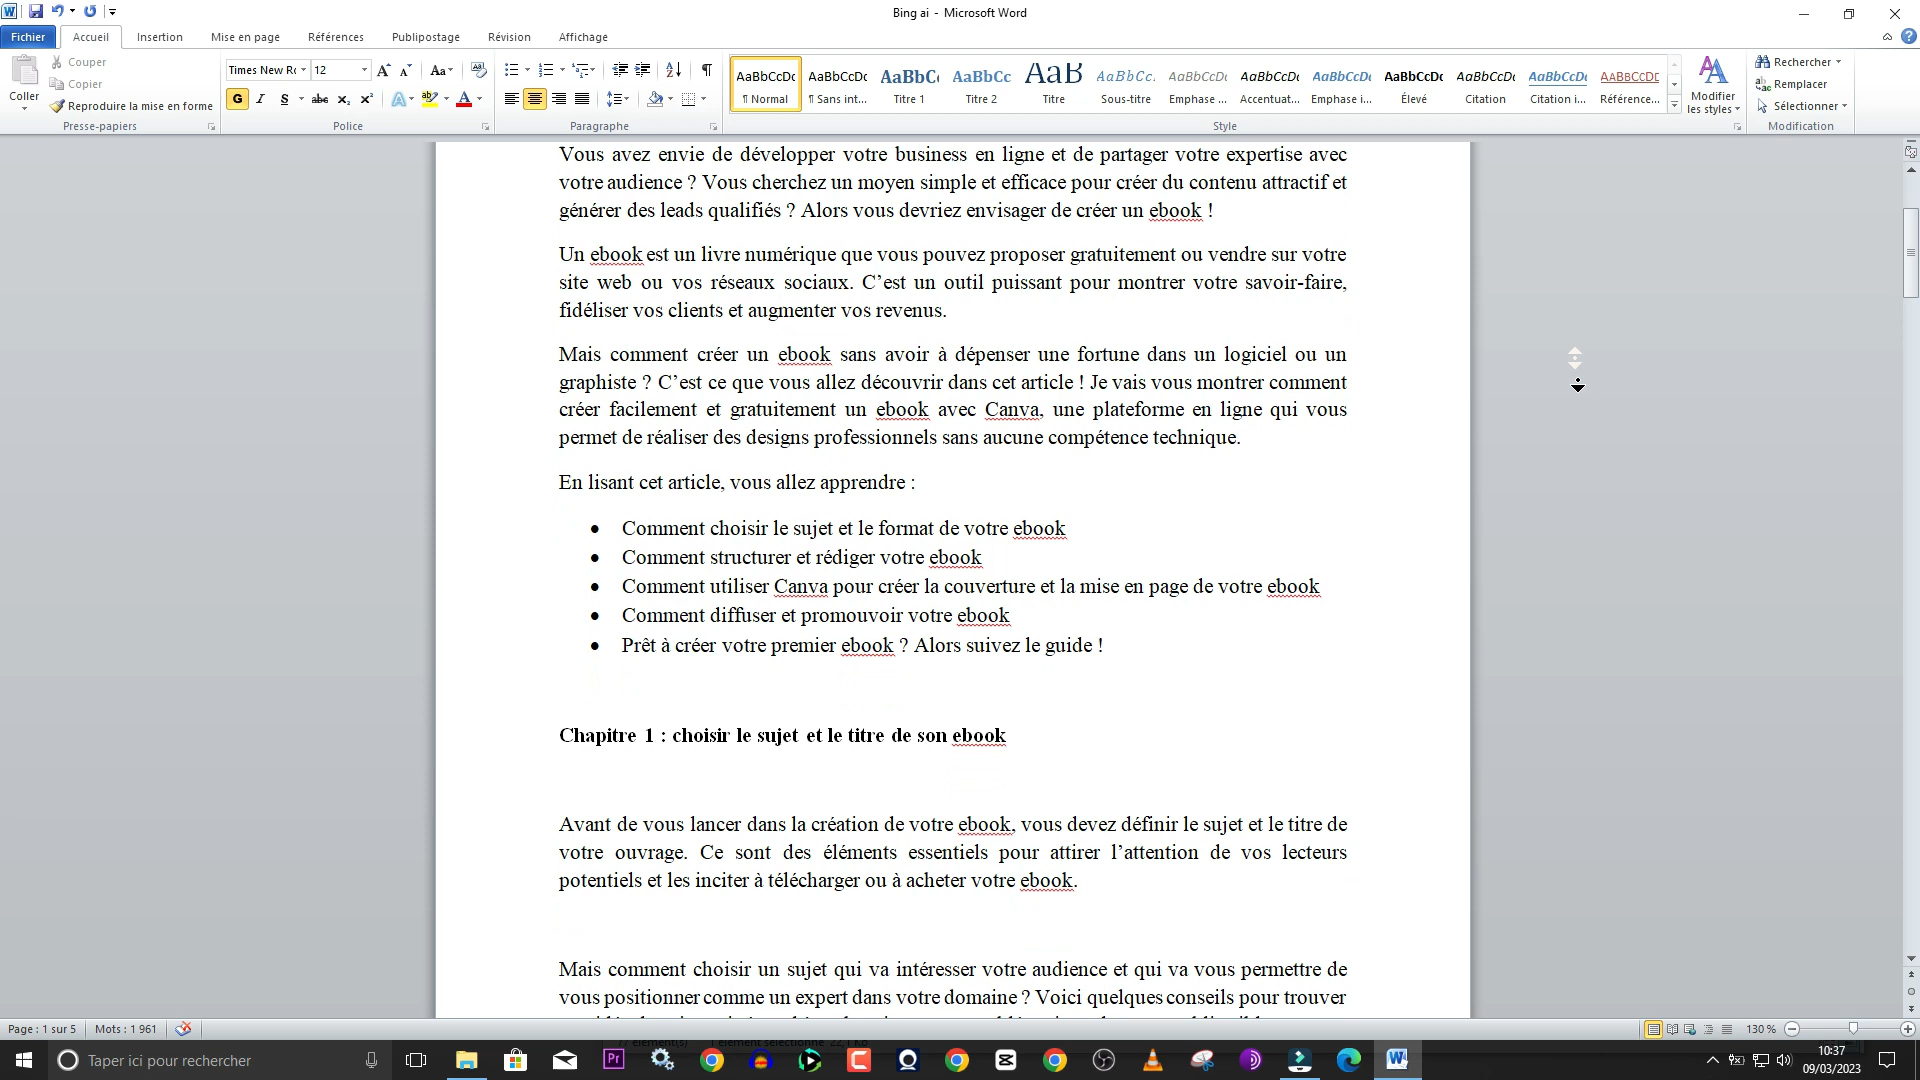 Bing ai - Microsoft Word
Fichier Accueil Insertion Mise en page Références Publipostage Révision Affichage
Coller
Couper
Copier
Reproduire la mise en forme
Presse-papiers
Times New Ro 12
Police
Paragraphe
AaBbCcDc AaBbCcDc AaBbC AaBbCc AaB AaBbCc. AaBbCcDc AaBbCcDc AaBbCcDc AaBbCcDc AaBbCcDc AaBbCcDc AaBbCcDc
¶ Normal ¶ Sans int... Titre 1 Titre 2 Titre Sous-titre Emphase ... Accentuat... Emphase i... Élevé Citation Citation i... Référence...
Style
Modifier
les styles
Rechercher
Remplacer
Sélectionner
Modification
Vous avez envie de développer votre business en ligne et de partager votre expertise avec
votre audience ? Vous cherchez un moyen simple et efficace pour créer du contenu attractif et
générer des leads qualifiés ? Alors vous devriez envisager de créer un ebook !
Un ebook est un livre numérique que vous pouvez proposer gratuitement ou vendre sur votre
site web ou vos réseaux sociaux. C’est un outil puissant pour montrer votre savoir-faire,
fidéliser vos clients et augmenter vos revenus.
Mais comment créer un ebook sans avoir à dépenser une fortune dans un logiciel ou un
graphiste ? C’est ce que vous allez découvrir dans cet article ! Je vais vous montrer comment
créer facilement et gratuitement un ebook avec Canva, une plateforme en ligne qui vous
permet de réaliser des designs professionnels sans aucune compétence technique.
En lisant cet article, vous allez apprendre :
• Comment choisir le sujet et le format de votre ebook
• Comment structurer et rédiger votre ebook
• Comment utiliser Canva pour créer la couverture et la mise en page de votre ebook
• Comment diffuser et promouvoir votre ebook
• Prêt à créer votre premier ebook ? Alors suivez le guide !
Chapitre 1 : choisir le sujet et le titre de son ebook
Avant de vous lancer dans la création de votre ebook, vous devez définir le sujet et le titre de
votre ouvrage. Ce sont des éléments essentiels pour attirer l’attention de vos lecteurs
potentiels et les inciter à télécharger ou à acheter votre ebook.
Mais comment choisir un sujet qui va intéresser votre audience et qui va vous permettre de
vous positionner comme un expert dans votre domaine ? Voici quelques conseils pour trouver
Page : 1 sur 5 Mots : 1 961
130 %
Taper ici pour rechercher
10:37
09/03/2023